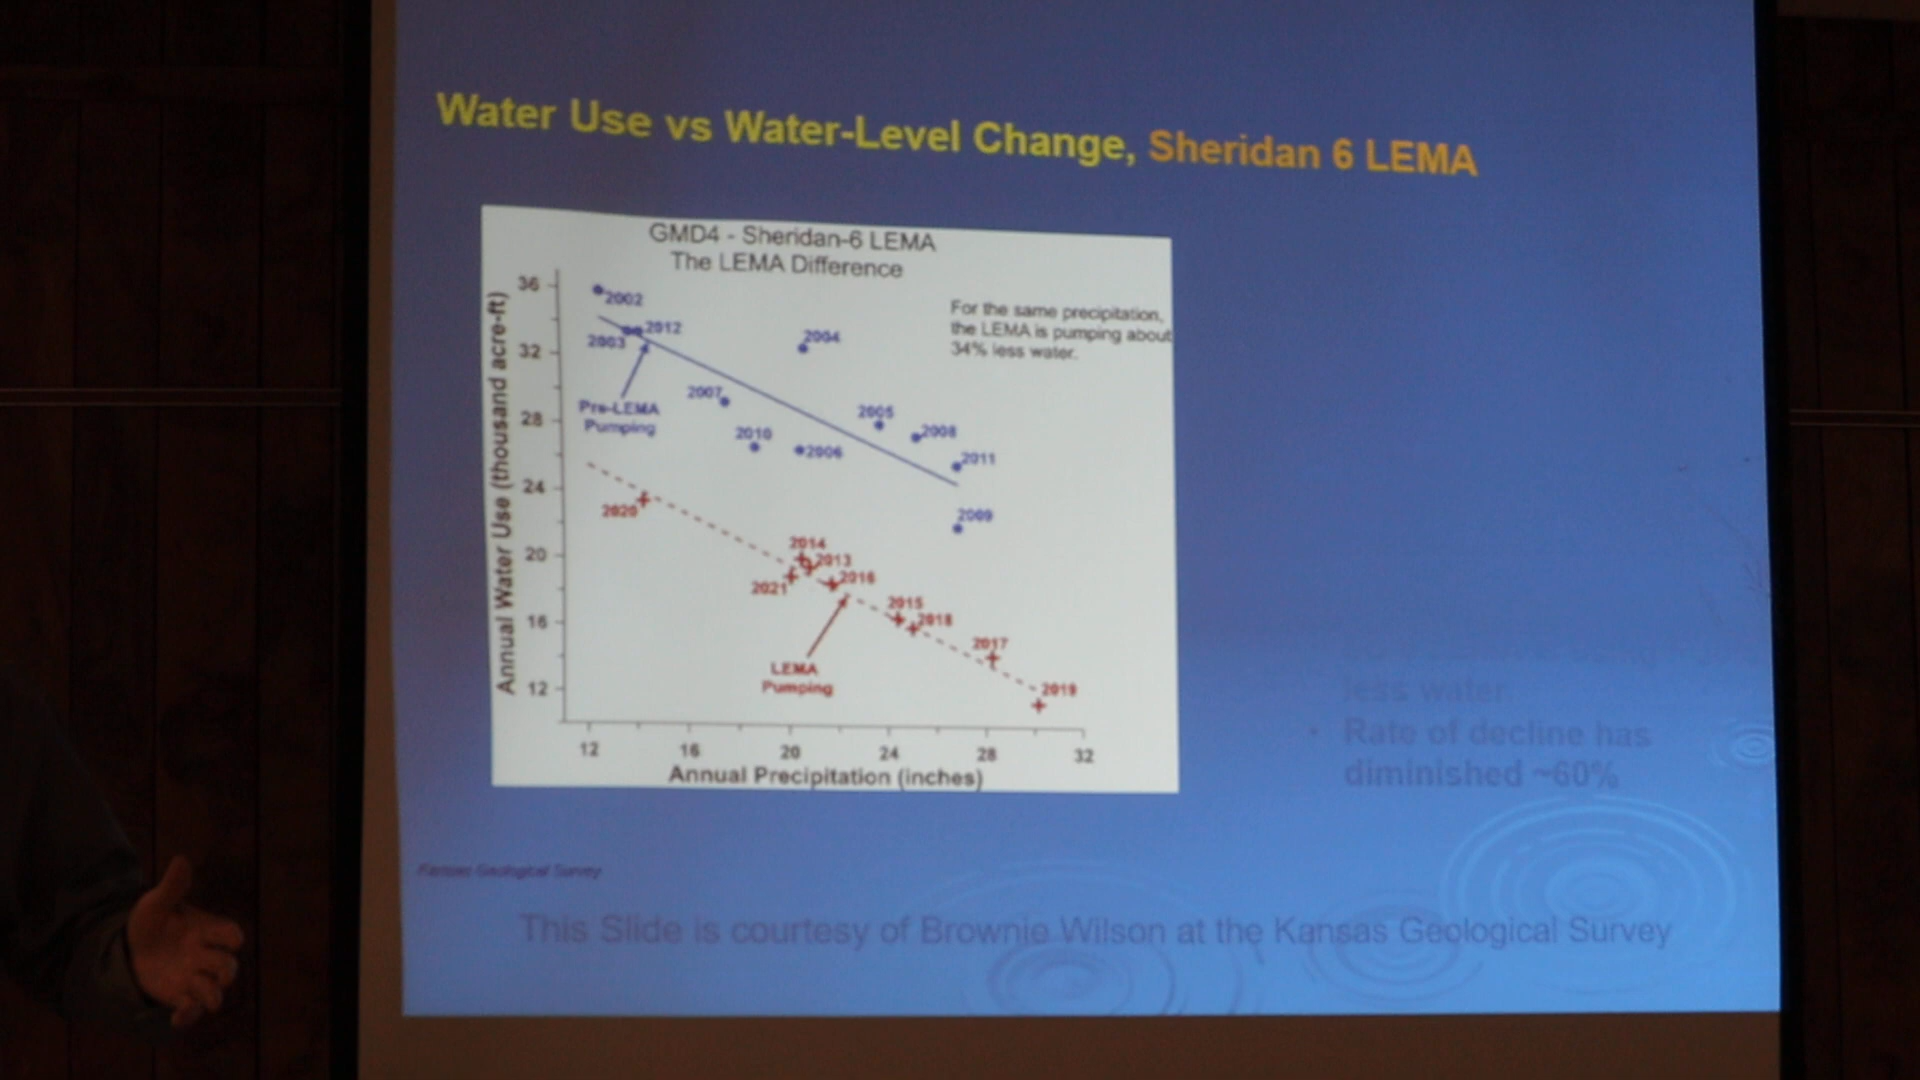 Water Use vs Water-Level Change, Sheridan 6 LEMA
GMD4 - Sheridan-6 LEMA
The LEMA Difference
For the same precipitation,
the LEMA is pumping about
34% less water.
Annual Water Use (thousand acre-ft)
36
32
28
24
20
16
12
2002
2003
2012
2004
2007
2005
2010
2006
2008
2011
2009
Pre-LEMA
Pumping
2020
2014
2013
2021
2016
2015
2018
2017
2019
LEMA
Pumping
12
16
20
24
28
32
Annual Precipitation (inches)
less water
• Rate of decline has
diminished ~60%
Kansas Geological Survey
This Slide is courtesy of Brownie Wilson at the Kansas Geological Survey